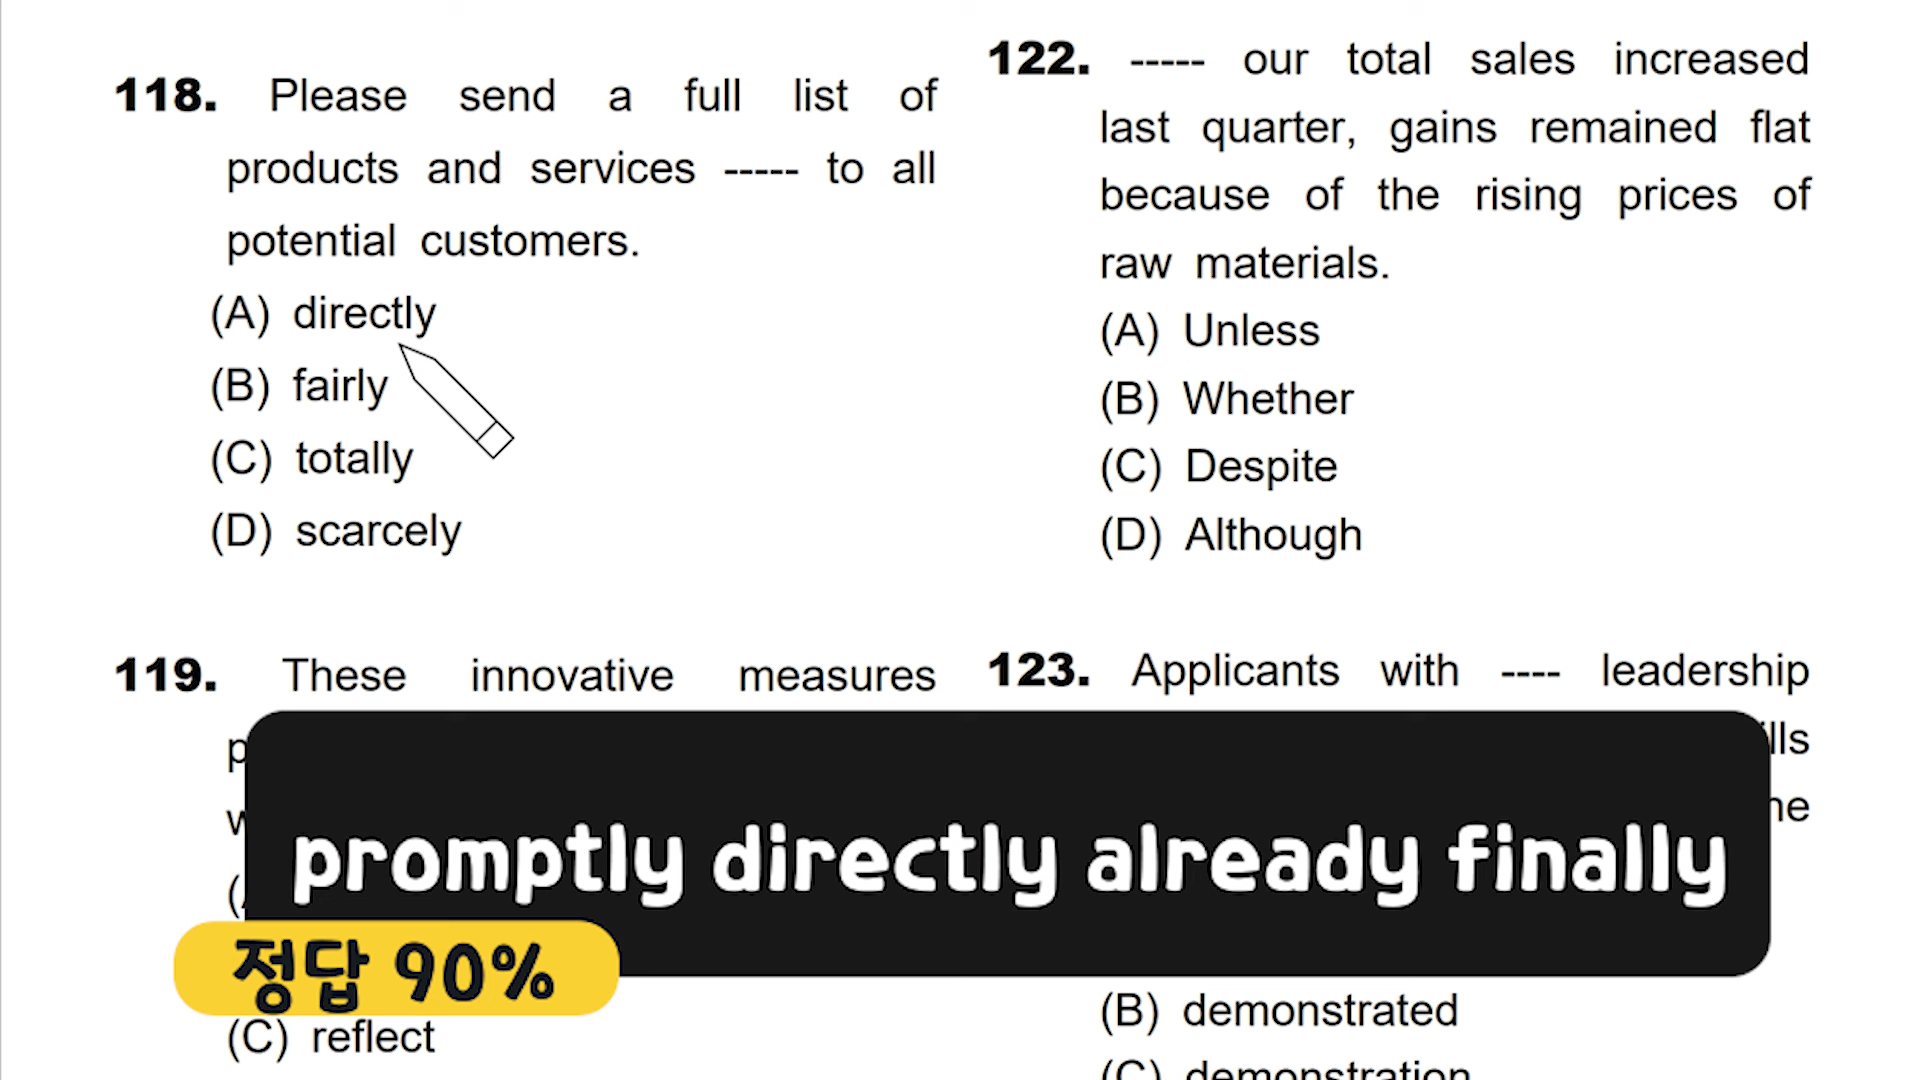 118. Please send a full list of
products and services ----- to all
potential customers.
(A) directly
(B) fairly
(C) totally
(D) scarcely
119. These innovative measures
(C) reflect
122. ----- our total sales increased
last quarter, gains remained flat
because of the rising prices of
raw materials.
(A) Unless
(B) Whether
(C) Despite
(D) Although
123. Applicants with ---- leadership
(B) demonstrated
(C) demonstration
promptly directly already finally
정답 90%